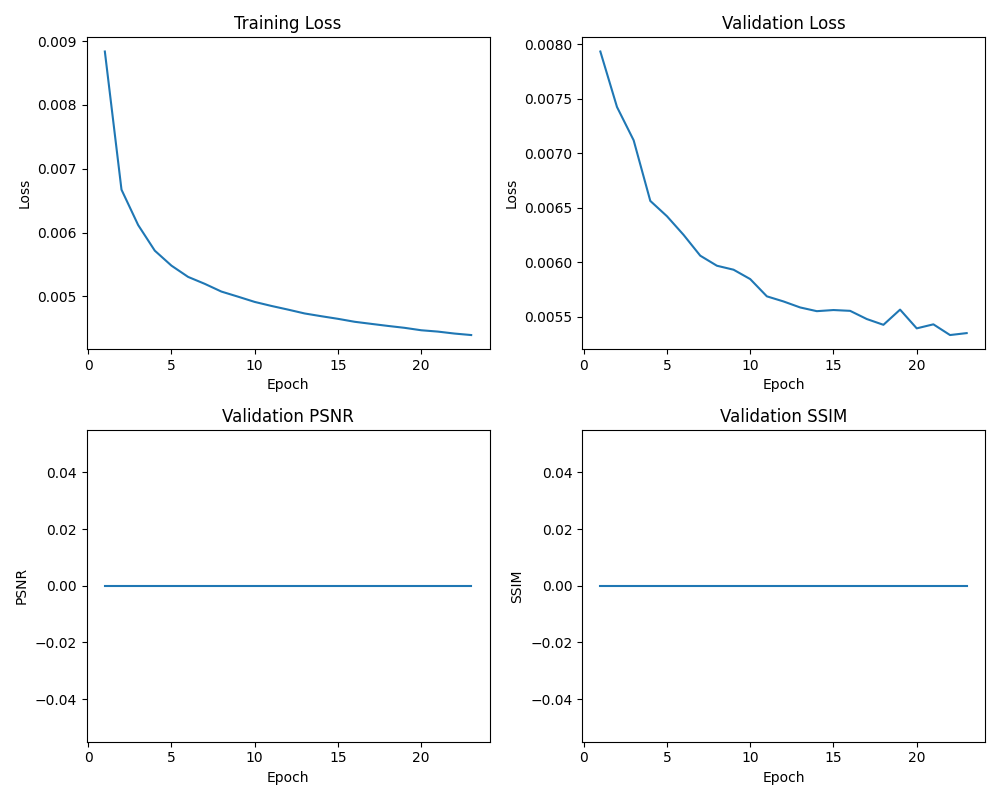 Training Loss
0.009
0.008
0.007
0.006
0.005
Loss
0 5 10 15 20
Epoch
Validation Loss
0.0080
0.0075
0.0070
0.0065
0.0060
0.0055
Loss
0 5 10 15 20
Epoch
Validation PSNR
0.04
0.02
0.00
−0.02
−0.04
PSNR
0 5 10 15 20
Epoch
Validation SSIM
0.04
0.02
0.00
−0.02
−0.04
SSIM
0 5 10 15 20
Epoch